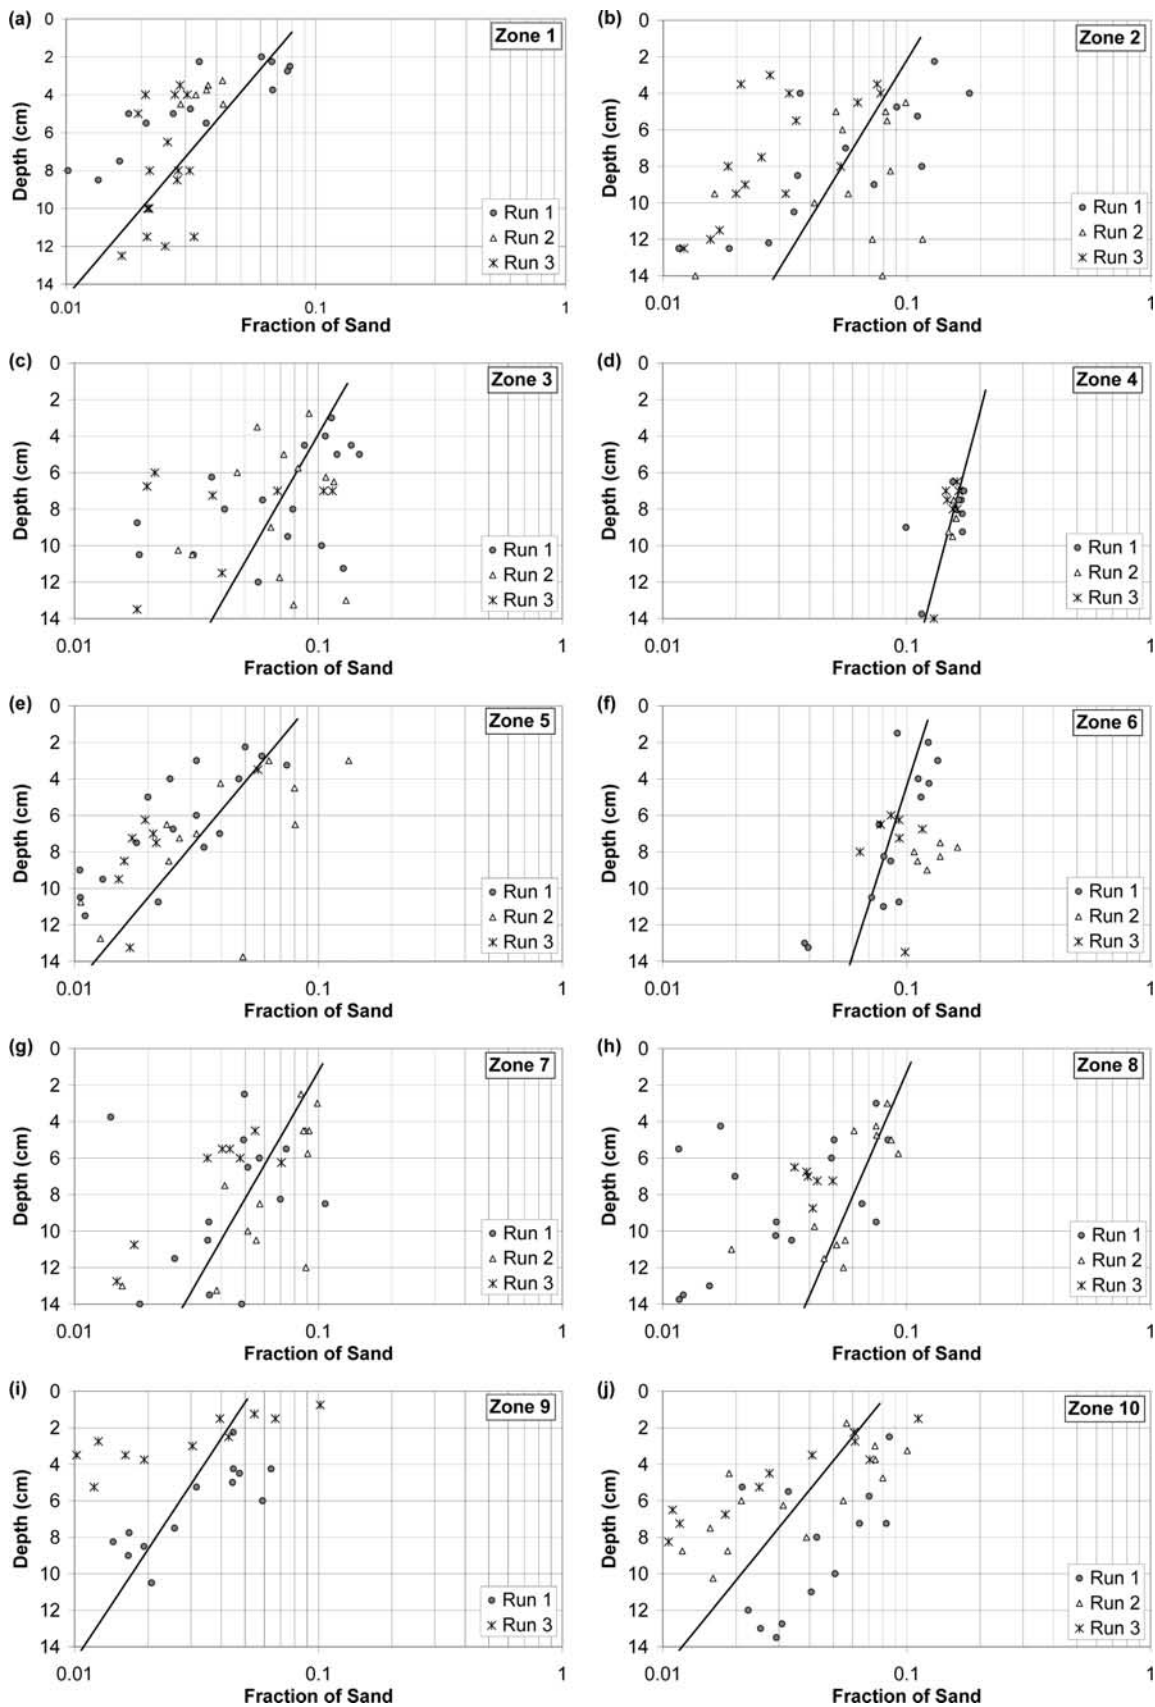 (a)
Zone 1
0
2
4
6
8
10
12
14
Depth (cm)
Run 1
Run 2
Run 3
0.01 0.1 1
Fraction of Sand
(b)
Zone 2
0
2
4
6
8
10
12
14
Depth (cm)
Run 1
Run 2
Run 3
0.01 0.1 1
Fraction of Sand
(c)
Zone 3
0
2
4
6
8
10
12
14
Depth (cm)
Run 1
Run 2
Run 3
0.01 0.1 1
Fraction of Sand
(d)
Zone 4
0
2
4
6
8
10
12
14
Depth (cm)
Run 1
Run 2
Run 3
0.01 0.1 1
Fraction of Sand
(e)
Zone 5
0
2
4
6
8
10
12
14
Depth (cm)
Run 1
Run 2
Run 3
0.01 0.1 1
Fraction of Sand
(f)
Zone 6
0
2
4
6
8
10
12
14
Depth (cm)
Run 1
Run 2
Run 3
0.01 0.1 1
Fraction of Sand
(g)
Zone 7
0
2
4
6
8
10
12
14
Depth (cm)
Run 1
Run 2
Run 3
0.01 0.1 1
Fraction of Sand
(h)
Zone 8
0
2
4
6
8
10
12
14
Depth (cm)
Run 1
Run 2
Run 3
0.01 0.1 1
Fraction of Sand
(i)
Zone 9
0
2
4
6
8
10
12
14
Depth (cm)
Run 1
Run 3
0.01 0.1 1
Fraction of Sand
(j)
Zone 10
0
2
4
6
8
10
12
14
Depth (cm)
Run 1
Run 2
Run 3
0.01 0.1 1
Fraction of Sand